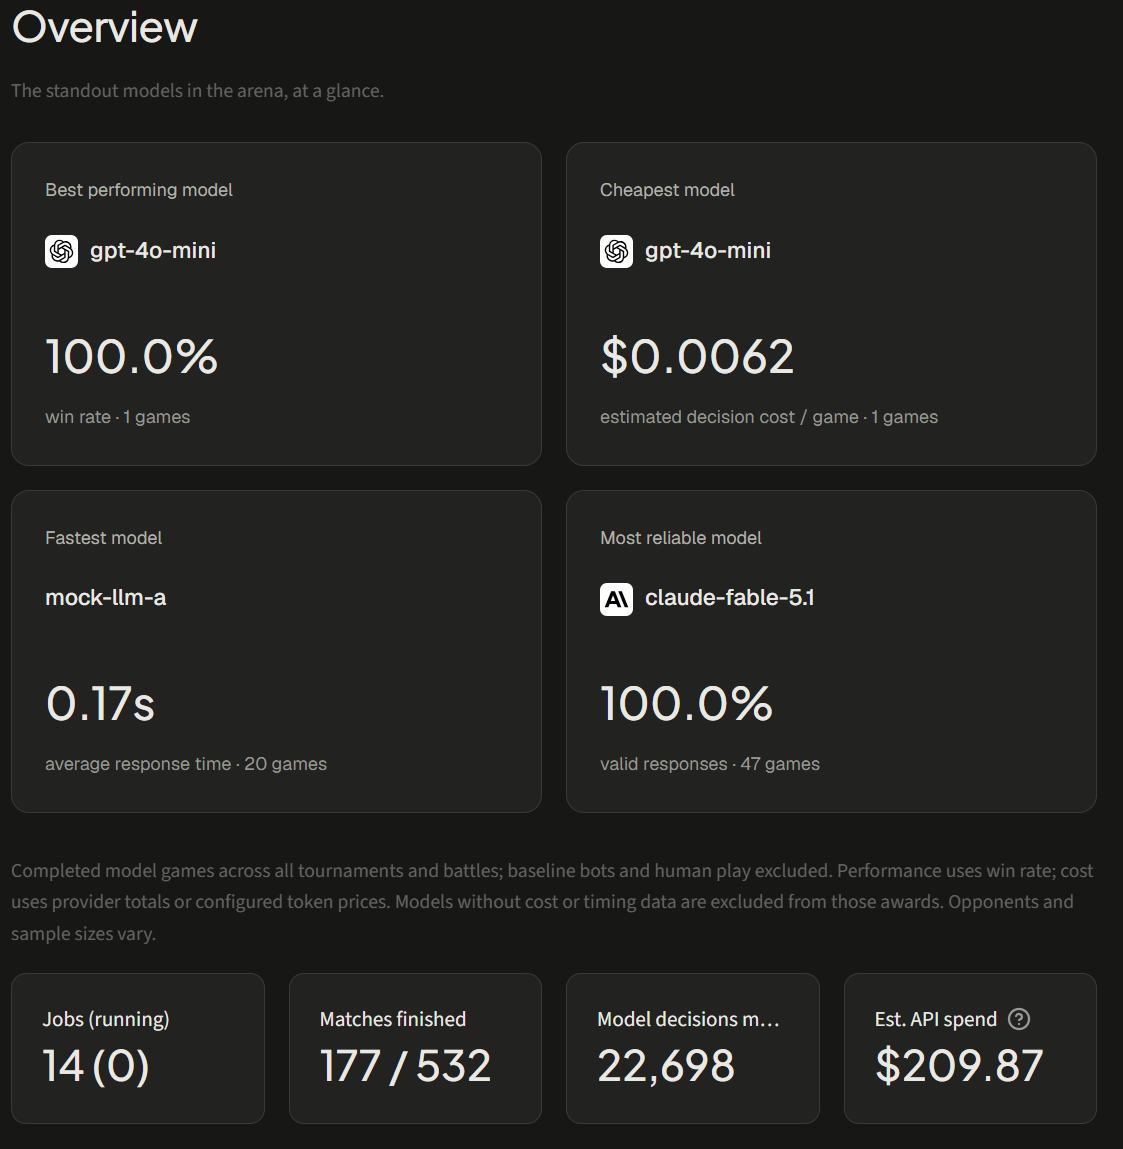 Overview
The standout models in the arena, at a glance.
Best performing model
gpt-4o-mini
100.0%
win rate · 1 games
Cheapest model
gpt-4o-mini
$0.0062
estimated decision cost / game · 1 games
Fastest model
mock-llm-a
0.17s
average response time · 20 games
Most reliable model
claude-fable-5.1
100.0%
valid responses · 47 games
Completed model games across all tournaments and battles; baseline bots and human play excluded. Performance uses win rate; cost
uses provider totals or configured token prices. Models without cost or timing data are excluded from those awards. Opponents and
sample sizes vary.
Jobs (running)
14 (0)
Matches finished
177 / 532
Model decisions m...
22,698
Est. API spend ?
$209.87